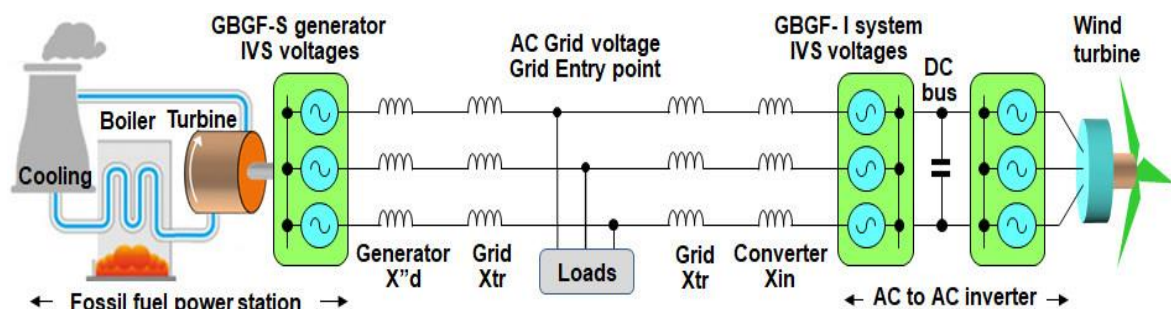 GBGF-S generator
IVS voltages
AC Grid voltage
Grid Entry point
GBGF- I system
IVS voltages
DC
bus
Wind
turbine
Boiler
Turbine
Cooling
Generator
X"d
Grid
Xtr
Loads
Grid
Xtr
Converter
Xin
← Fossil fuel power station →
← AC to AC inverter →